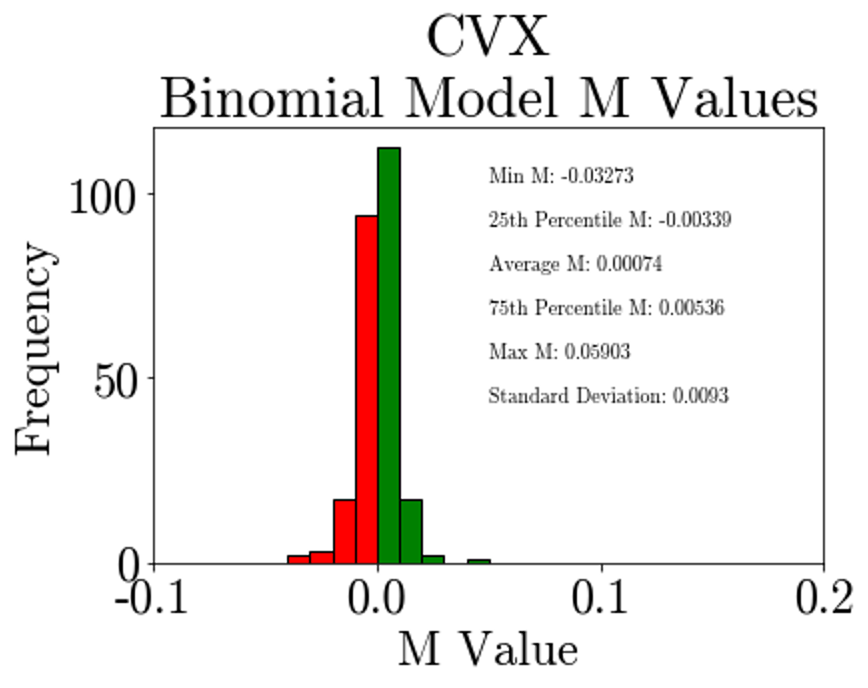 CVX
Binomial Model M Values
Min M: -0.03273
25th Percentile M: -0.00339
Average M: 0.00074
75th Percentile M: 0.00536
Max M: 0.05903
Standard Deviation: 0.0093
Frequency
100
50
0
-0.1 0.0 0.1 0.2
M Value